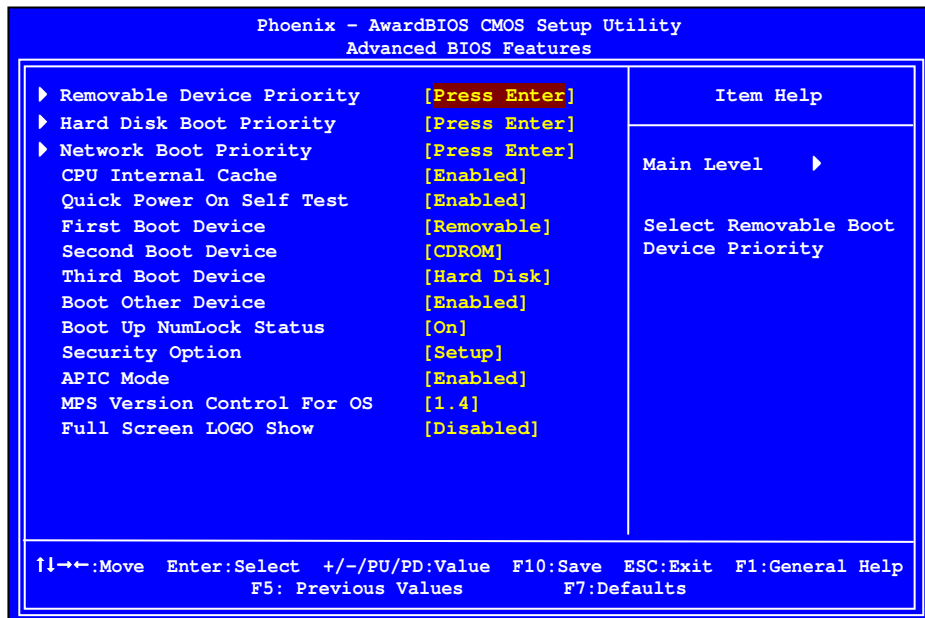 Phoenix - AwardBIOS CMOS Setup Utility
Advanced BIOS Features
Removable Device Priority [Press Enter]
Hard Disk Boot Priority [Press Enter]
Network Boot Priority [Press Enter]
CPU Internal Cache [Enabled]
Quick Power On Self Test [Enabled]
First Boot Device [Removable]
Second Boot Device [CDROM]
Third Boot Device [Hard Disk]
Boot Other Device [Enabled]
Boot Up NumLock Status [On]
Security Option [Setup]
APIC Mode [Enabled]
MPS Version Control For OS [1.4]
Full Screen LOGO Show [Disabled]
Item Help
Main Level
Select Removable Boot
Device Priority
↑↓→←:Move Enter:Select +/-/PU/PD:Value F10:Save ESC:Exit F1:General Help
F5: Previous Values F7:Defaults